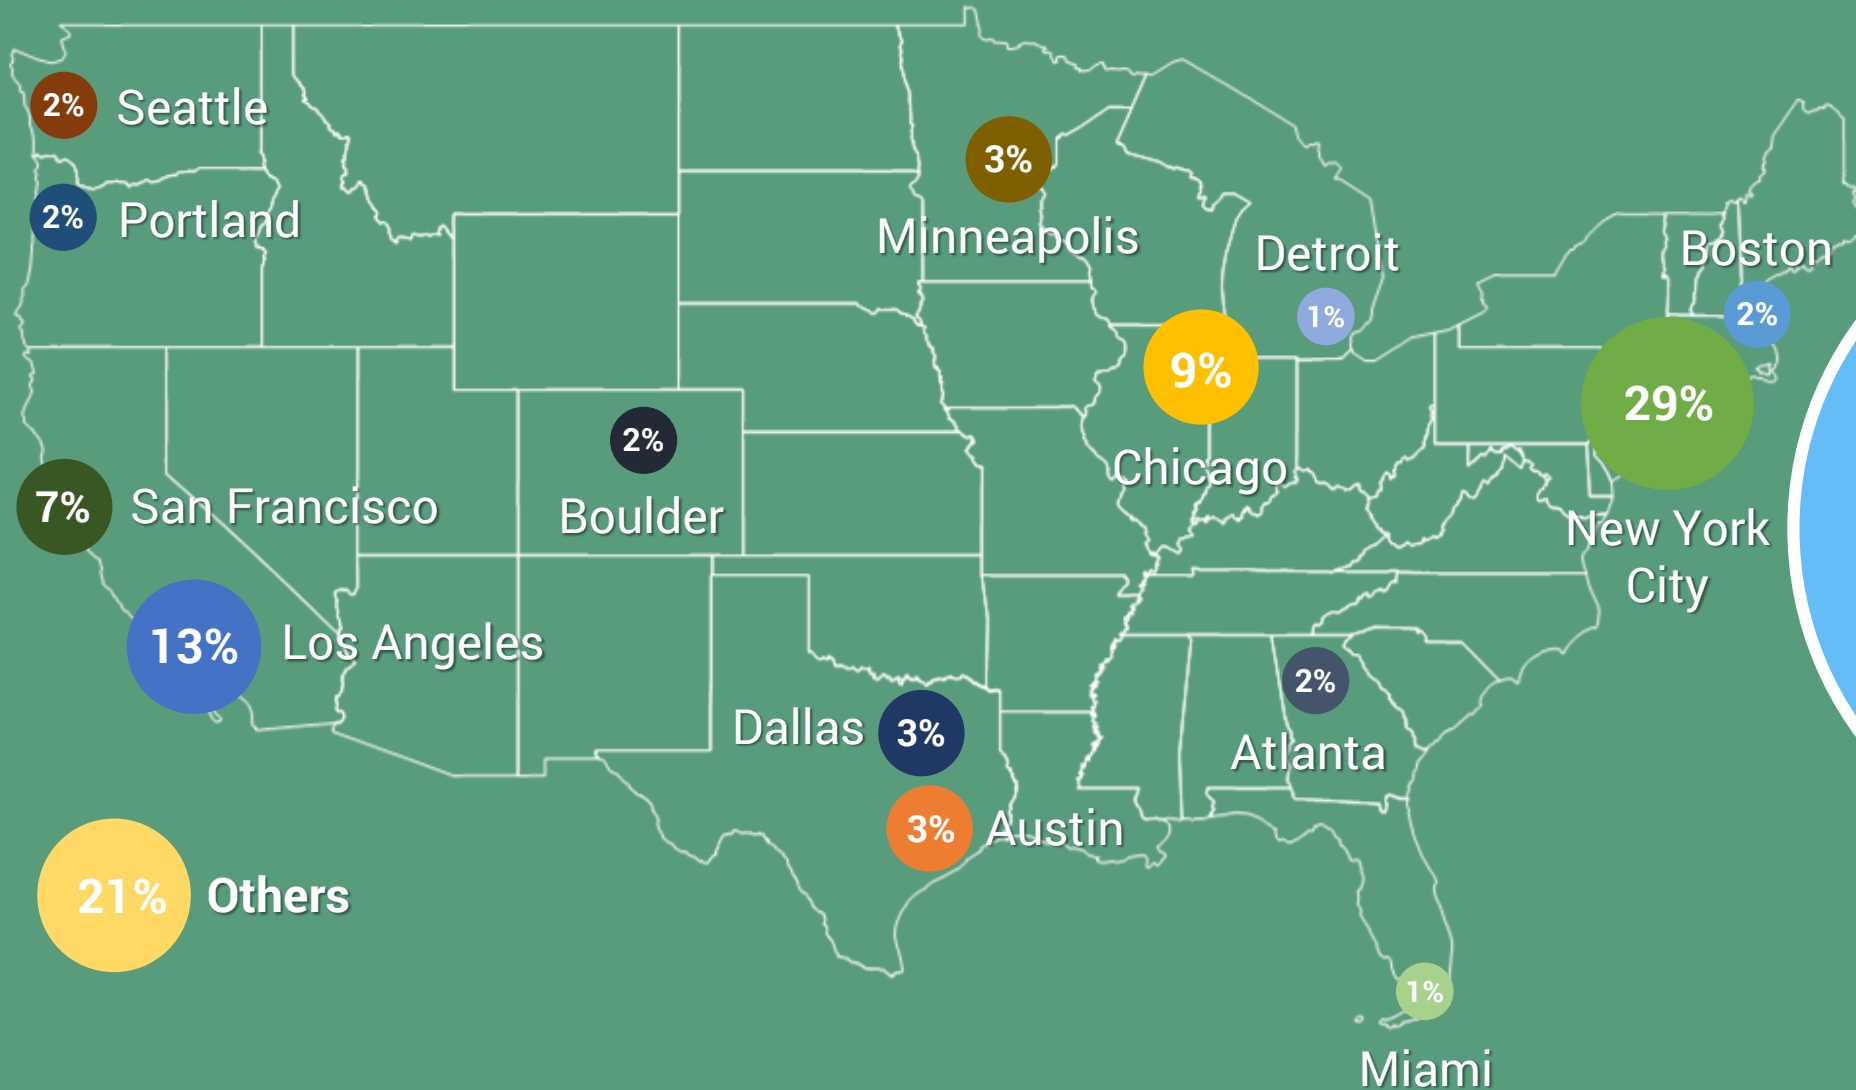 2% Seattle
2% Portland
3%
Minneapolis
Detroit
1%
Boston
2%
9%
Chicago
29%
New York
City
2%
Boulder
7% San Francisco
13% Los Angeles
Dallas 3%
3% Austin
2%
Atlanta
21% Others
1%
Miami